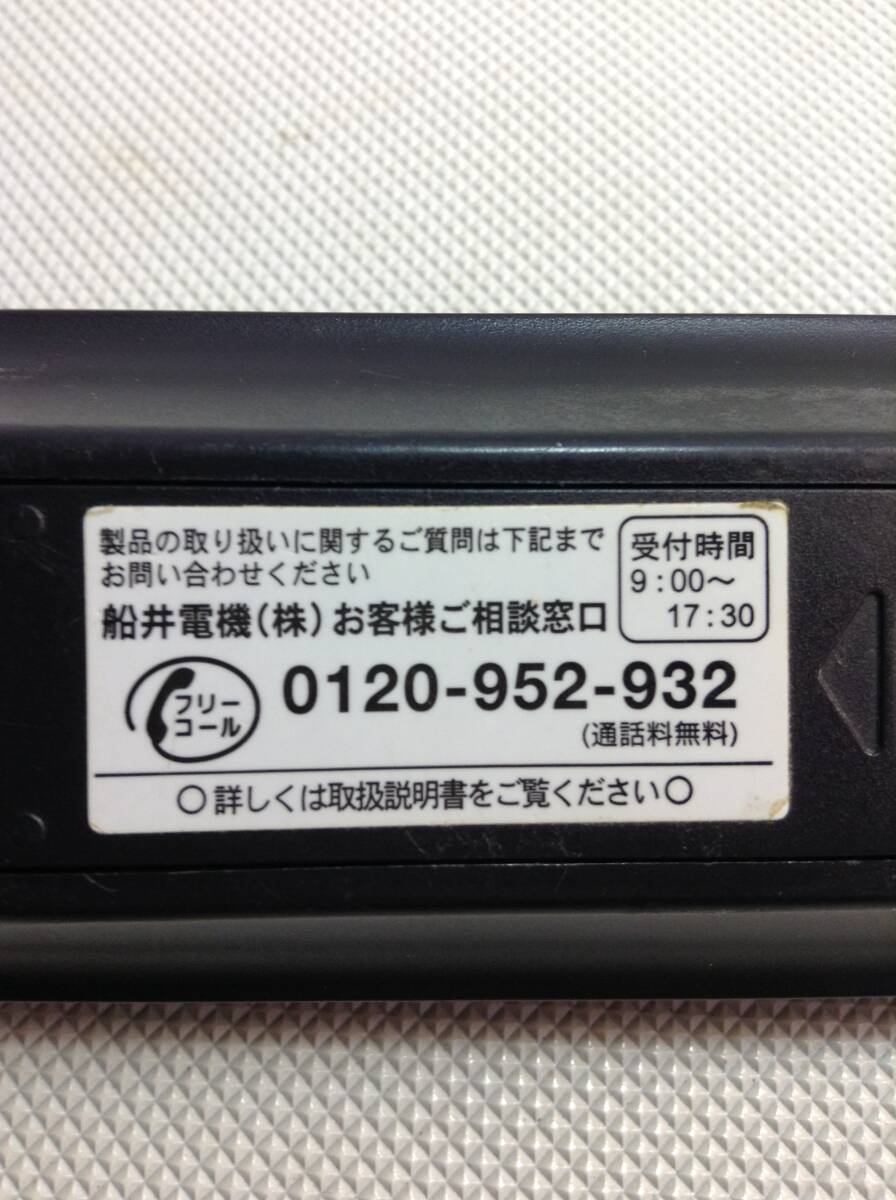 製品の取り扱いに関するご質問は下記まで
お問い合わせください
船井電機(株)お客様ご相談窓口
受付時間
9:00〜
17:30
フリー
コール
0120-952-932
(通話料無料)
○詳しくは取扱説明書をご覧ください○